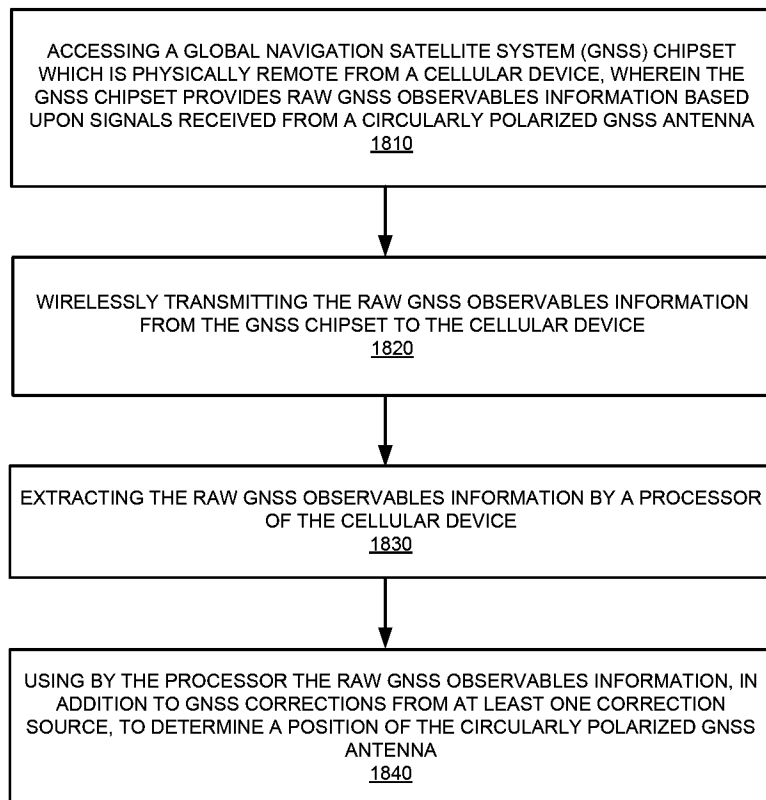 ACCESSING A GLOBAL NAVIGATION SATELLITE SYSTEM (GNSS) CHIPSET
WHICH IS PHYSICALLY REMOTE FROM A CELLULAR DEVICE, WHEREIN THE
GNSS CHIPSET PROVIDES RAW GNSS OBSERVABLES INFORMATION BASED
UPON SIGNALS RECEIVED FROM A CIRCULARLY POLARIZED GNSS ANTENNA
1810
WIRELESSLY TRANSMITTING THE RAW GNSS OBSERVABLES INFORMATION
FROM THE GNSS CHIPSET TO THE CELLULAR DEVICE
1820
EXTRACTING THE RAW GNSS OBSERVABLES INFORMATION BY A PROCESSOR
OF THE CELLULAR DEVICE
1830
USING BY THE PROCESSOR THE RAW GNSS OBSERVABLES INFORMATION, IN
ADDITION TO GNSS CORRECTIONS FROM AT LEAST ONE CORRECTION
SOURCE, TO DETERMINE A POSITION OF THE CIRCULARLY POLARIZED GNSS
ANTENNA
1840